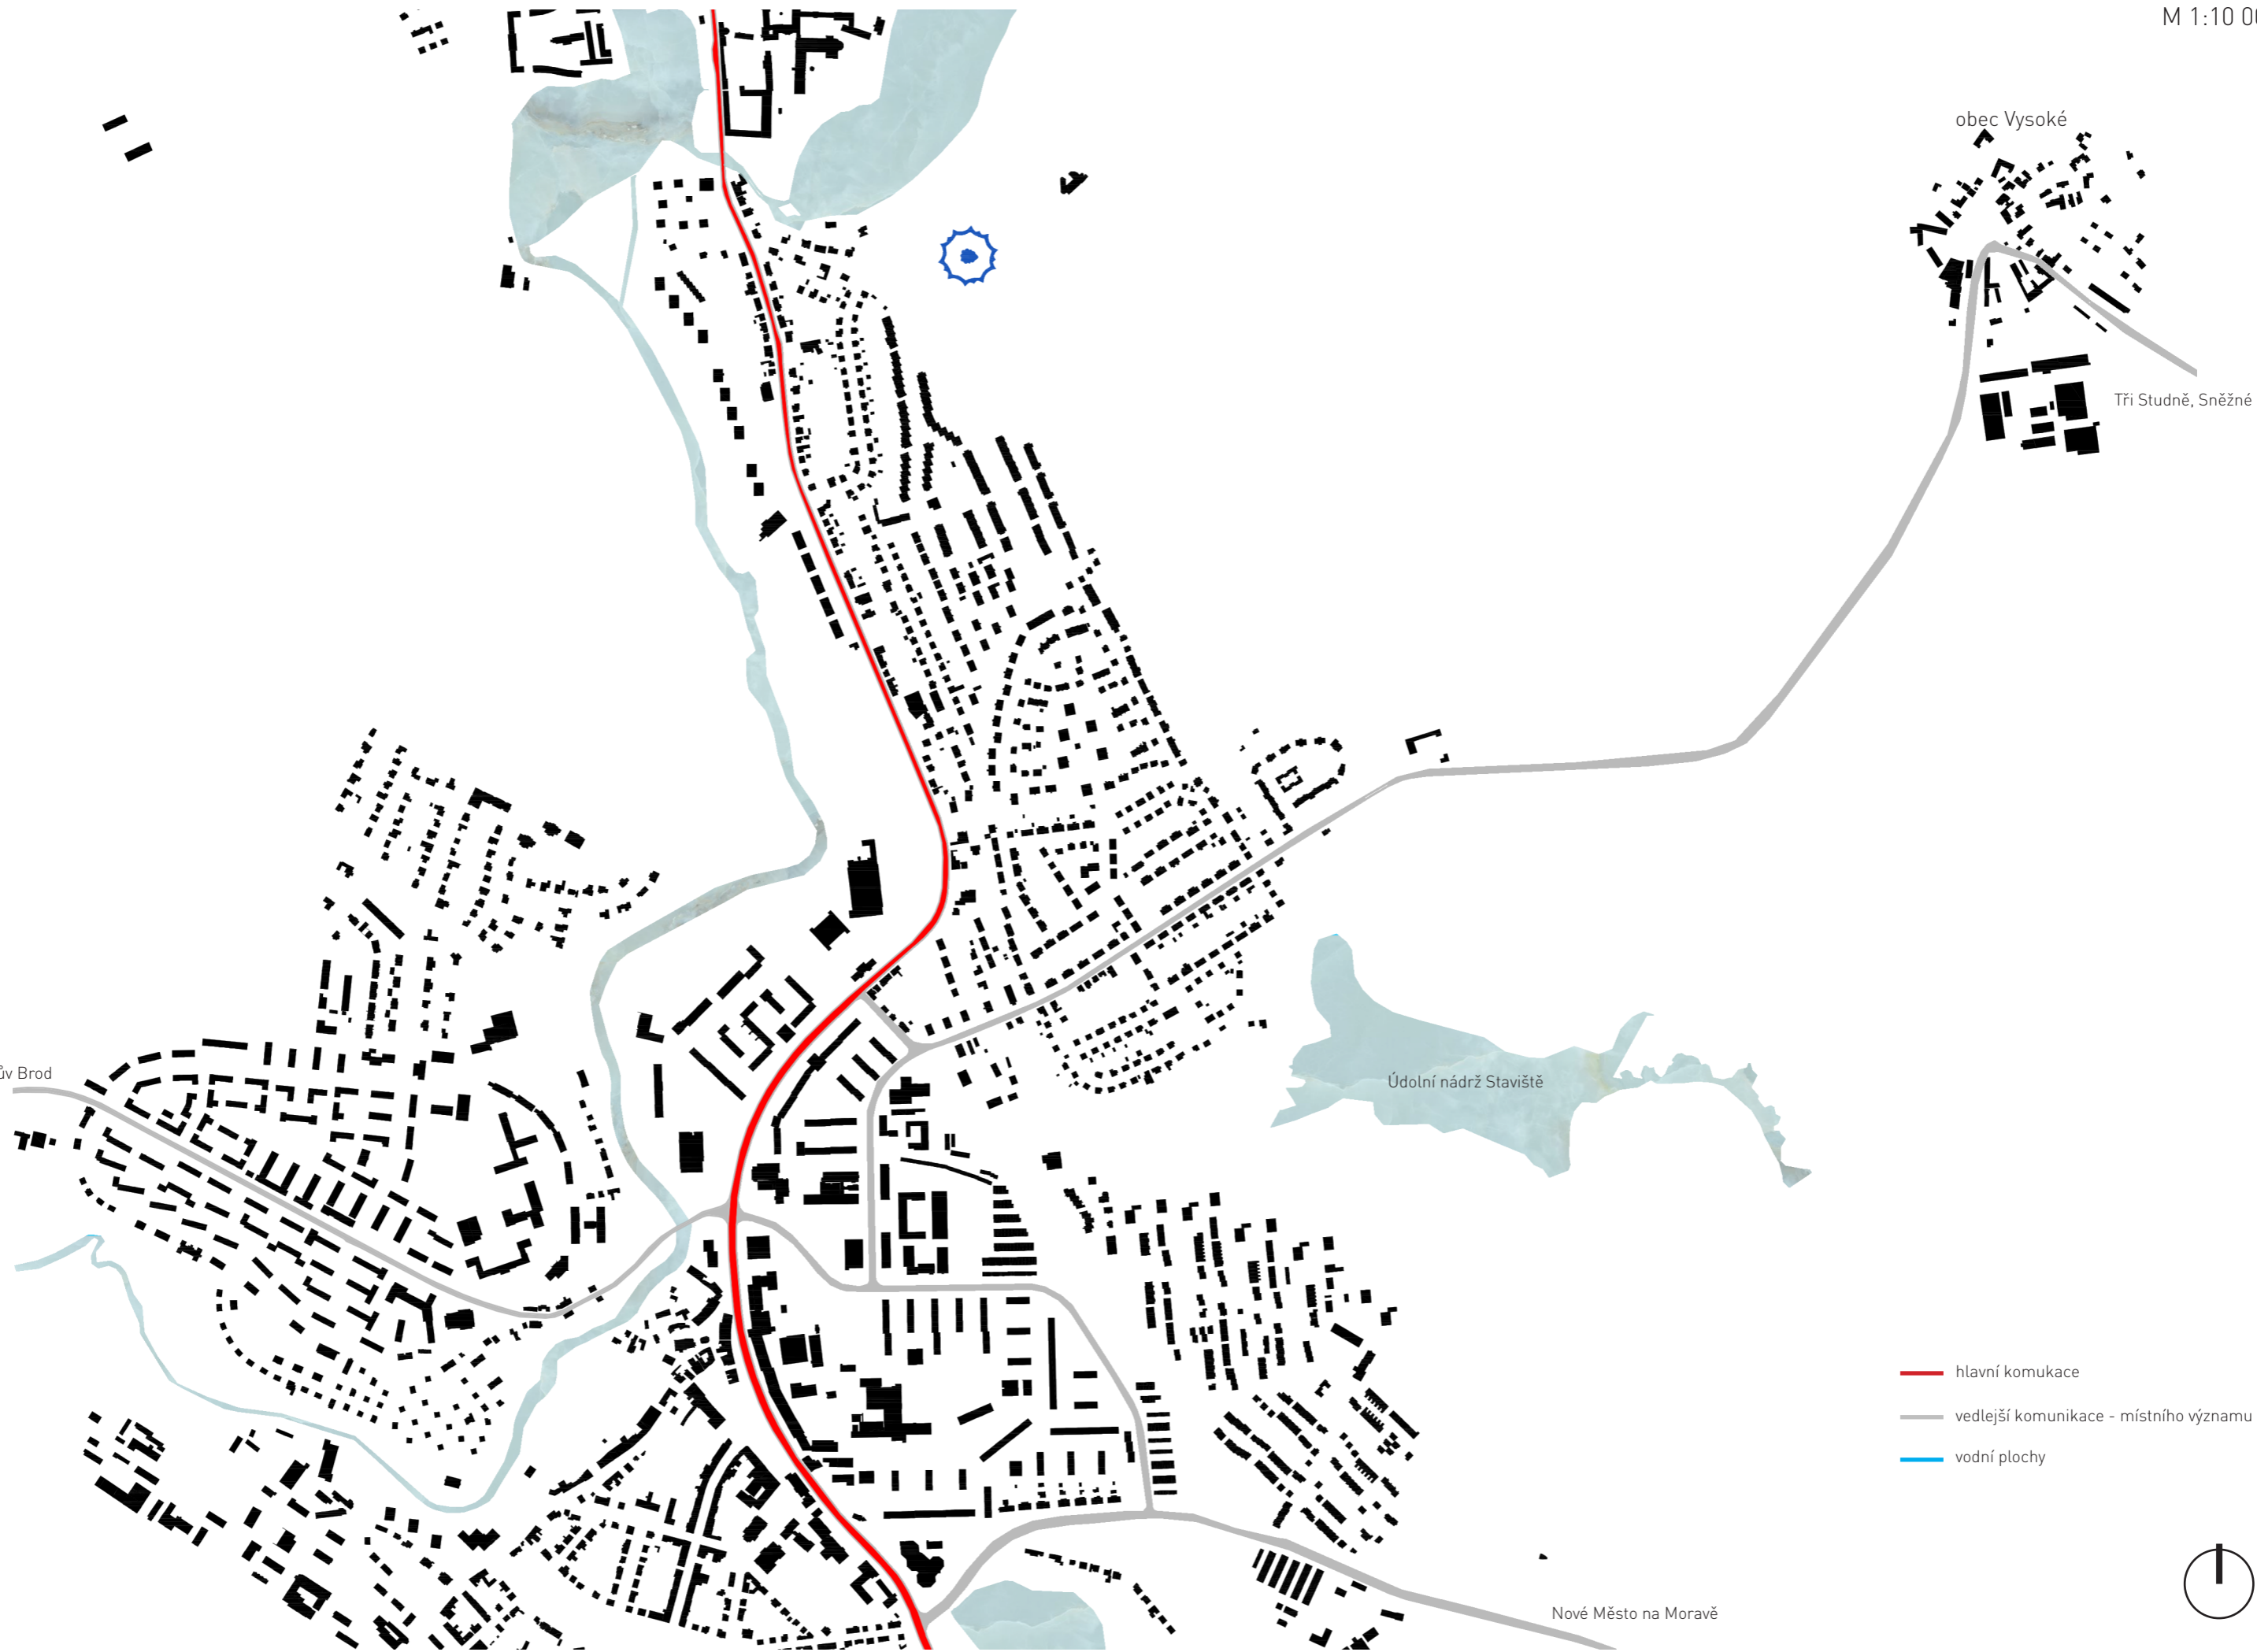 M 1:10 00
obec Vysoké
Tři Studně, Sněžné
ův Brod
Údolní nádrž Staviště
hlavní komukace
vedlejší komunikace - místního významu
vodní plochy
Nové Město na Moravě